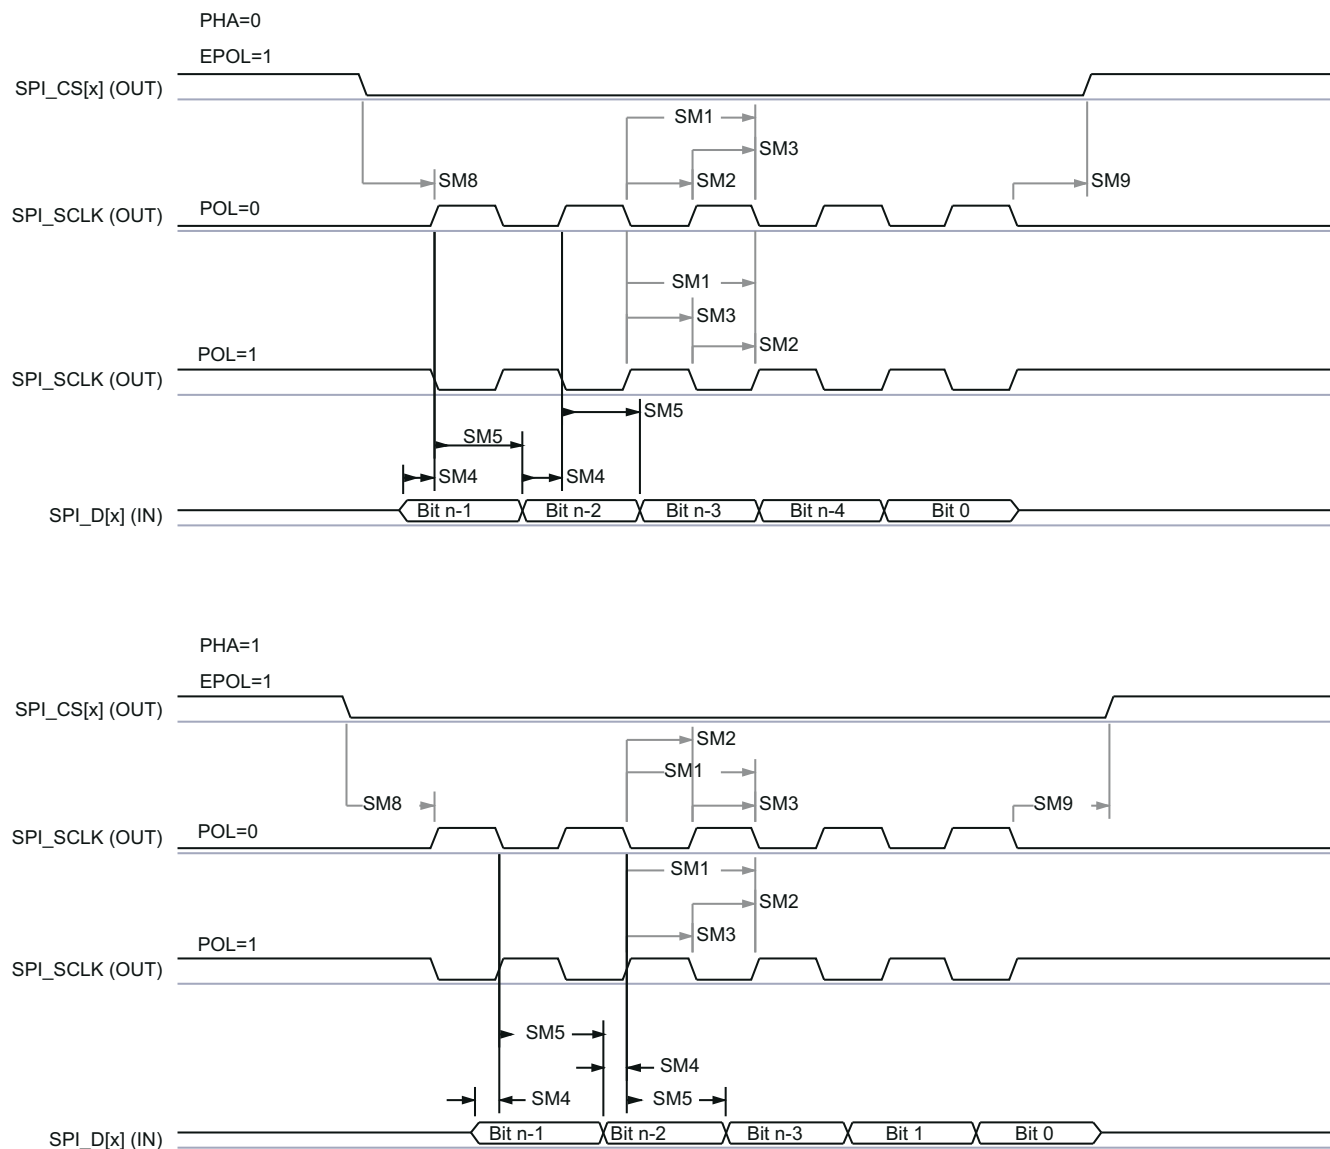 PHA=0
EPOL=1
SPI_CS[x] (OUT)
SM1
SM3
SM8
SM2
SM9
SPI_SCLK (OUT)
POL=0
SM1
SM3
SM2
POL=1
SPI_SCLK (OUT)
SM5
SM5
SM4
SM4
SPI_D[x] (IN)
Bit n-1
Bit n-2
Bit n-3
Bit n-4
Bit 0
PHA=1
EPOL=1
SPI_CS[x] (OUT)
SM2
SM1
SM8
SM3
SM9
SPI_SCLK (OUT)
POL=0
SM1
SM2
SM3
POL=1
SPI_SCLK (OUT)
SM5
SM4
SM4
SM5
SPI_D[x] (IN)
Bit n-1
Bit n-2
Bit n-3
Bit 1
Bit 0